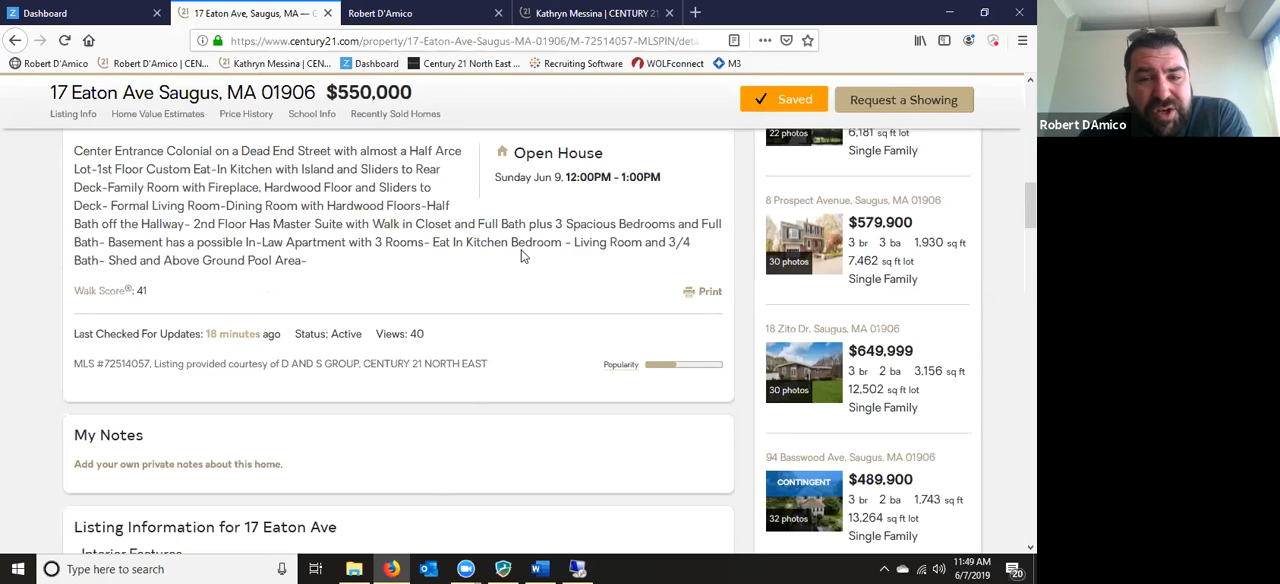 Dashboard
17 Eaton Ave, Saugus, MA — C
Robert D'Amico
Kathryn Messina | CENTURY 21
https://www.century21.com/property/17-Eaton-Ave-Saugus-MA-01906/M-72514057-MLSPIN/deta
Robert D'Amico
Robert D'Amico | CEN...
Kathryn Messina | CEN...
Dashboard
Century 21 North East ...
Recruiting Software
WOLFconnect
M3
17 Eaton Ave Saugus, MA 01906 $550,000
Saved
Request a Showing
Listing Info Home Value Estimates Price History School Info Recently Sold Homes
Center Entrance Colonial on a Dead End Street with almost a Half Arce
Lot-1st Floor Custom Eat-In Kitchen with Island and Sliders to Rear
Deck-Family Room with Fireplace, Hardwood Floor and Sliders to
Deck- Formal Living Room-Dining Room with Hardwood Floors-Half
Bath off the Hallway- 2nd Floor Has Master Suite with Walk in Closet and Full Bath plus 3 Spacious Bedrooms and Full
Bath- Basement has a possible In-Law Apartment with 3 Rooms- Eat In Kitchen Bedroom - Living Room and 3/4
Bath- Shed and Above Ground Pool Area-
Open House
Sunday Jun 9, 12:00PM - 1:00PM
Walk Score®: 41
Print
Last Checked For Updates: 18 minutes ago Status: Active Views: 40
MLS #72514057, Listing provided courtesy of D AND S GROUP, CENTURY 21 NORTH EAST
Popularity
My Notes
Add your own private notes about this home.
Listing Information for 17 Eaton Ave
Interior Features
22 photos
6,181 sq ft lot
Single Family
8 Prospect Avenue, Saugus, MA 01906
$579,900
3 br 3 ba 1,930 sq ft
7,462 sq ft lot
Single Family
30 photos
18 Zito Dr, Saugus, MA 01906
$649,999
3 br 2 ba 3,156 sq ft
12,502 sq ft lot
Single Family
30 photos
94 Basswood Ave, Saugus, MA 01906
CONTINGENT
$489,900
3 br 2 ba 1,743 sq ft
13,264 sq ft lot
Single Family
32 photos
Robert DAmico
Type here to search
11:49 AM
6/7/2019
20